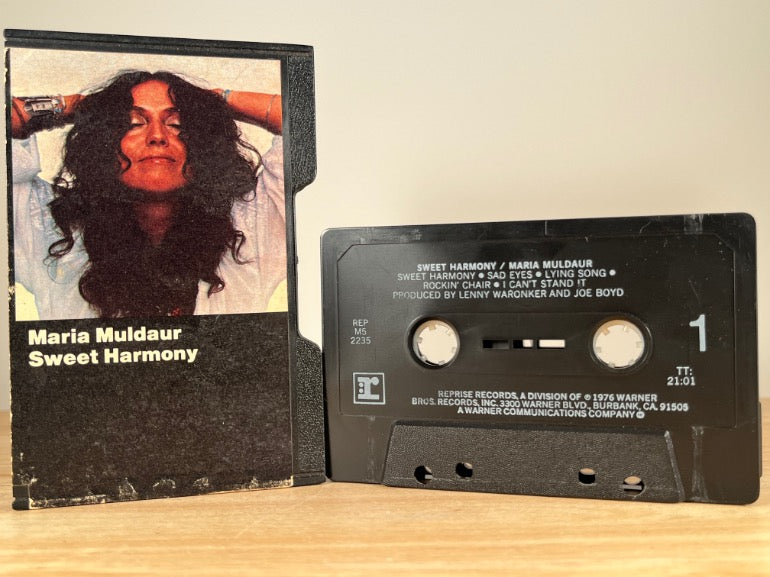 Maria Muldaur
Sweet Harmony
SWEET HARMONY / MARIA MULDAUR
SWEET HARMONY • SAD EYES • LYING SONG •
ROCKIN' CHAIR • I CAN'T STAND IT
PRODUCED BY LENNY WARONKER AND JOE BOYD
REP
M5
2235
1
TT:
21:01
r
REPRISE RECORDS, A DIVISION OF ℗ 1976 WARNER
BROS. RECORDS, INC. 3300 WARNER BLVD., BURBANK, CA. 91505
A WARNER COMMUNICATIONS COMPANY